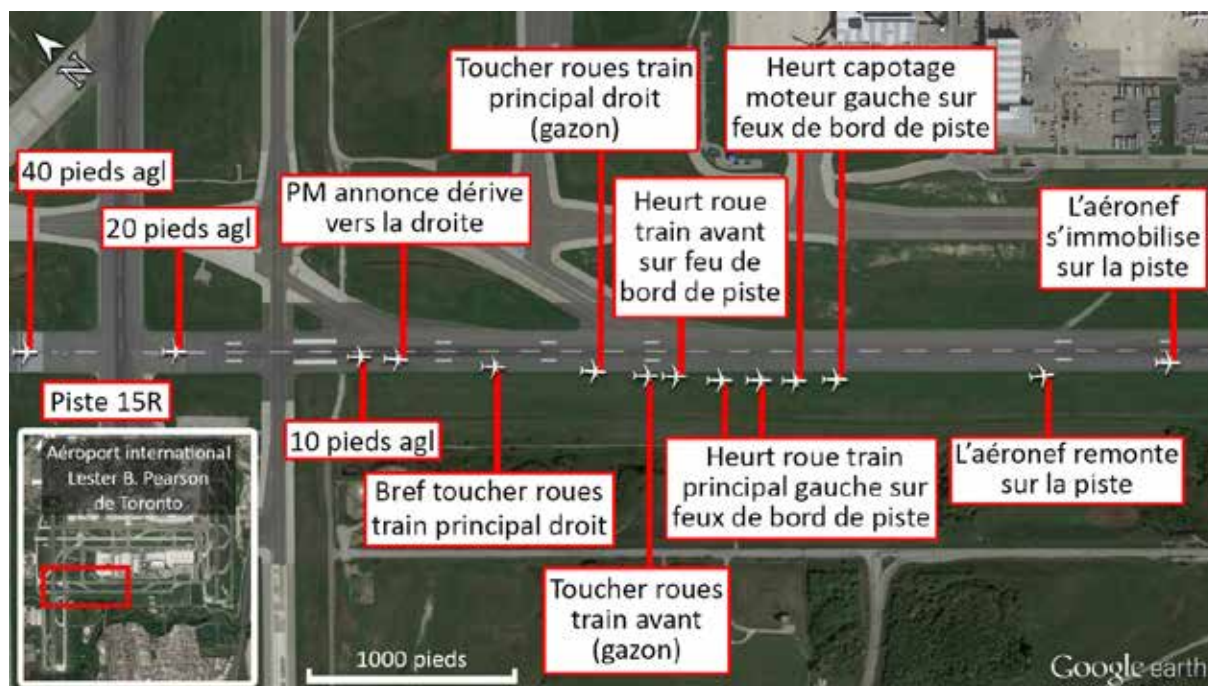 N
40 pieds agl
20 pieds agl
PM annonce dérive
vers la droite
Toucher roues train
principal droit
(gazon)
Heurt roue
train avant
sur feu de
bord de piste
Heurt capotage
moteur gauche sur
feux de bord de piste
L'aéronef
s'immobilise
sur la piste
Piste 15R
10 pieds agl
Bref toucher roues
train principal droit
Toucher roues
train avant
(gazon)
Heurt roue train
principal gauche sur
feux de bord de piste
L'aéronef remonte
sur la piste
Aéroport international
Lester B. Pearson
de Toronto
1000 pieds
Google earth